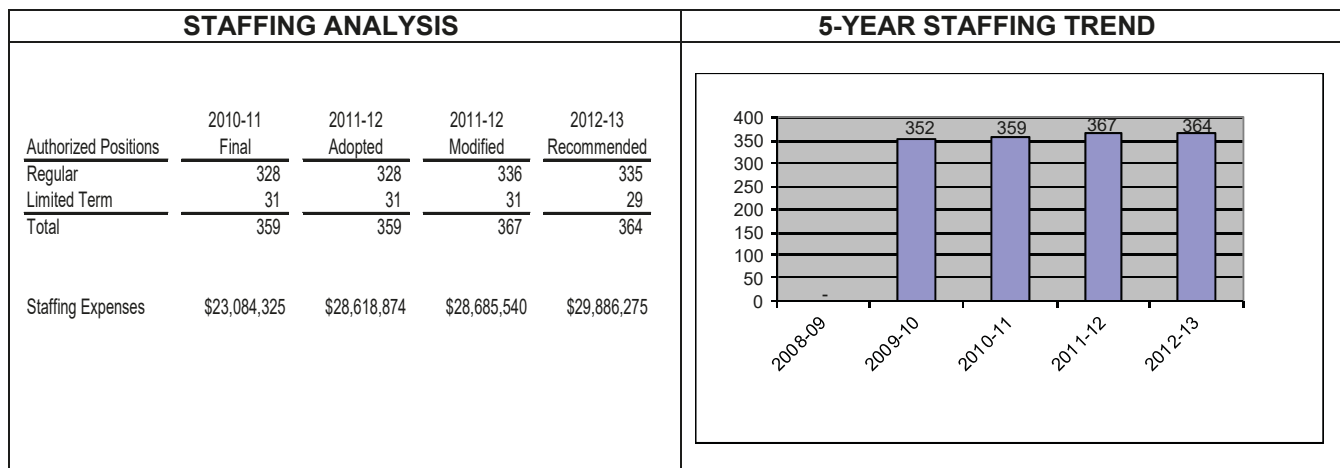 STAFFING ANALYSIS
2010-11 2011-12 2011-12 2012-13
Authorized Positions Final Adopted Modified Recommended
Regular 328 328 336 335
Limited Term 31 31 31 29
Total 359 359 367 364
Staffing Expenses $23,084,325 $28,618,874 $28,685,540 $29,886,275
5-YEAR STAFFING TREND
400
350
300
250
200
150
100
50
0
- 352 359 367 364
2008-09 2009-10 2010-11 2011-12 2012-13